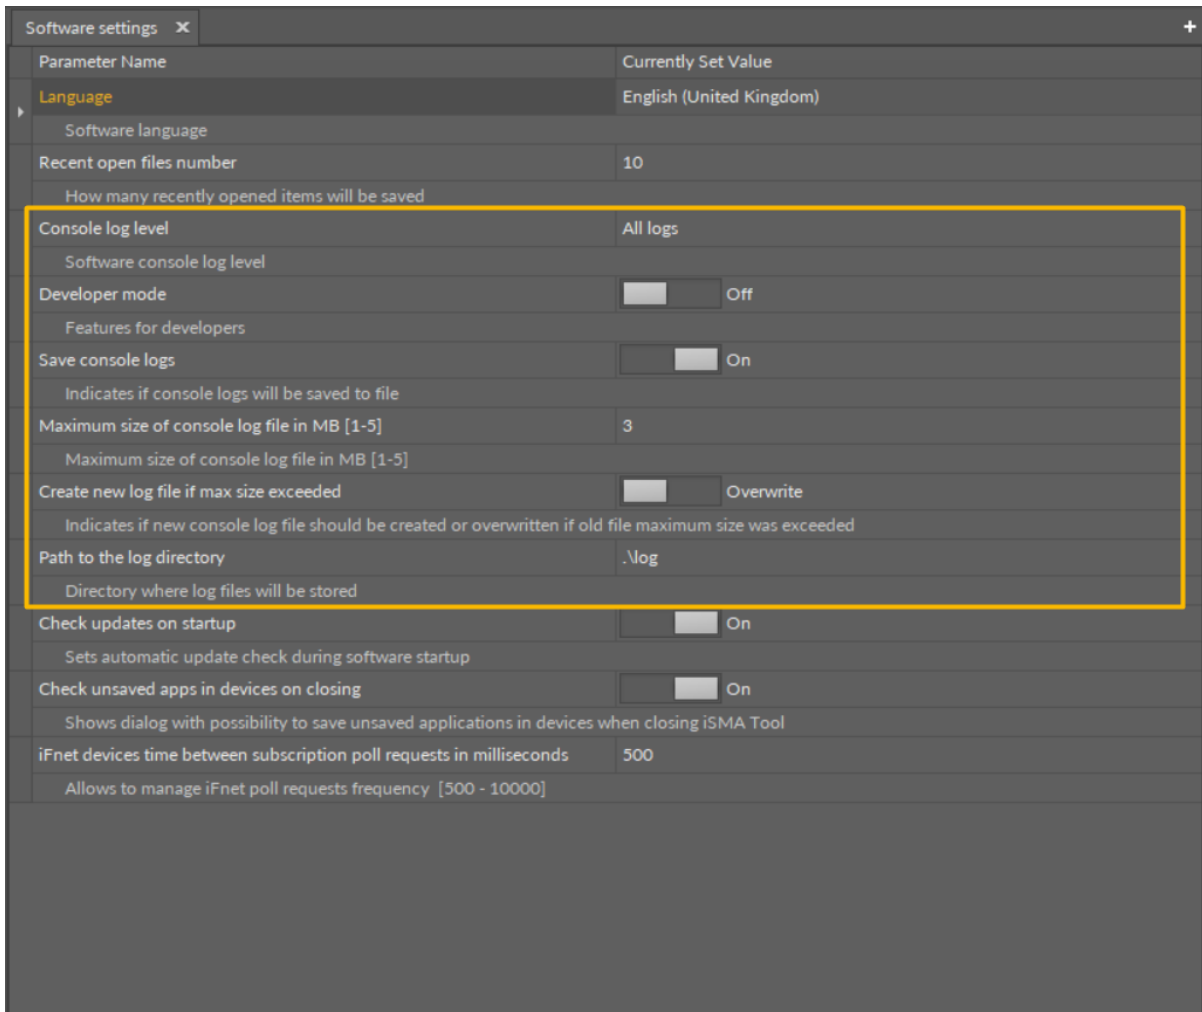 Software settings
Parameter Name Currently Set Value
Language English (United Kingdom)
Software language
Recent open files number 10
How many recently opened items will be saved
Console log level All logs
Software console log level
Developer mode Off
Features for developers
Save console logs On
Indicates if console logs will be saved to file
Maximum size of console log file in MB [1-5] 3
Maximum size of console log file in MB [1-5]
Create new log file if max size exceeded Overwrite
Indicates if new console log file should be created or overwritten if old file maximum size was exceeded
Path to the log directory .\log
Directory where log files will be stored
Check updates on startup On
Sets automatic update check during software startup
Check unsaved apps in devices on closing On
Shows dialog with possibility to save unsaved applications in devices when closing iSMA Tool
iFnet devices time between subscription poll requests in milliseconds 500
Allows to manage iFnet poll requests frequency [500 - 10000]